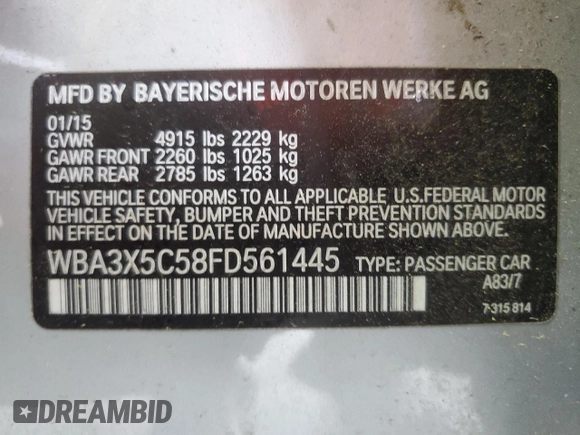 MFD BY BAYERISCHE MOTOREN WERKE AG
01/15
GVWR 4915 lbs 2229 kg
GAWR FRONT 2260 lbs 1025 kg
GAWR REAR 2785 lbs 1263 kg
THIS VEHICLE CONFORMS TO ALL APPLICABLE U.S.FEDERAL MOTOR
VEHICLE SAFETY, BUMPER AND THEFT PREVENTION STANDARDS
IN EFFECT ON THE DATE OF MANUFACTURE SHOWN ABOVE.
WBA3X5C58FD561445 TYPE: PASSENGER CAR
A83/7
7 315 814
DREAMBID